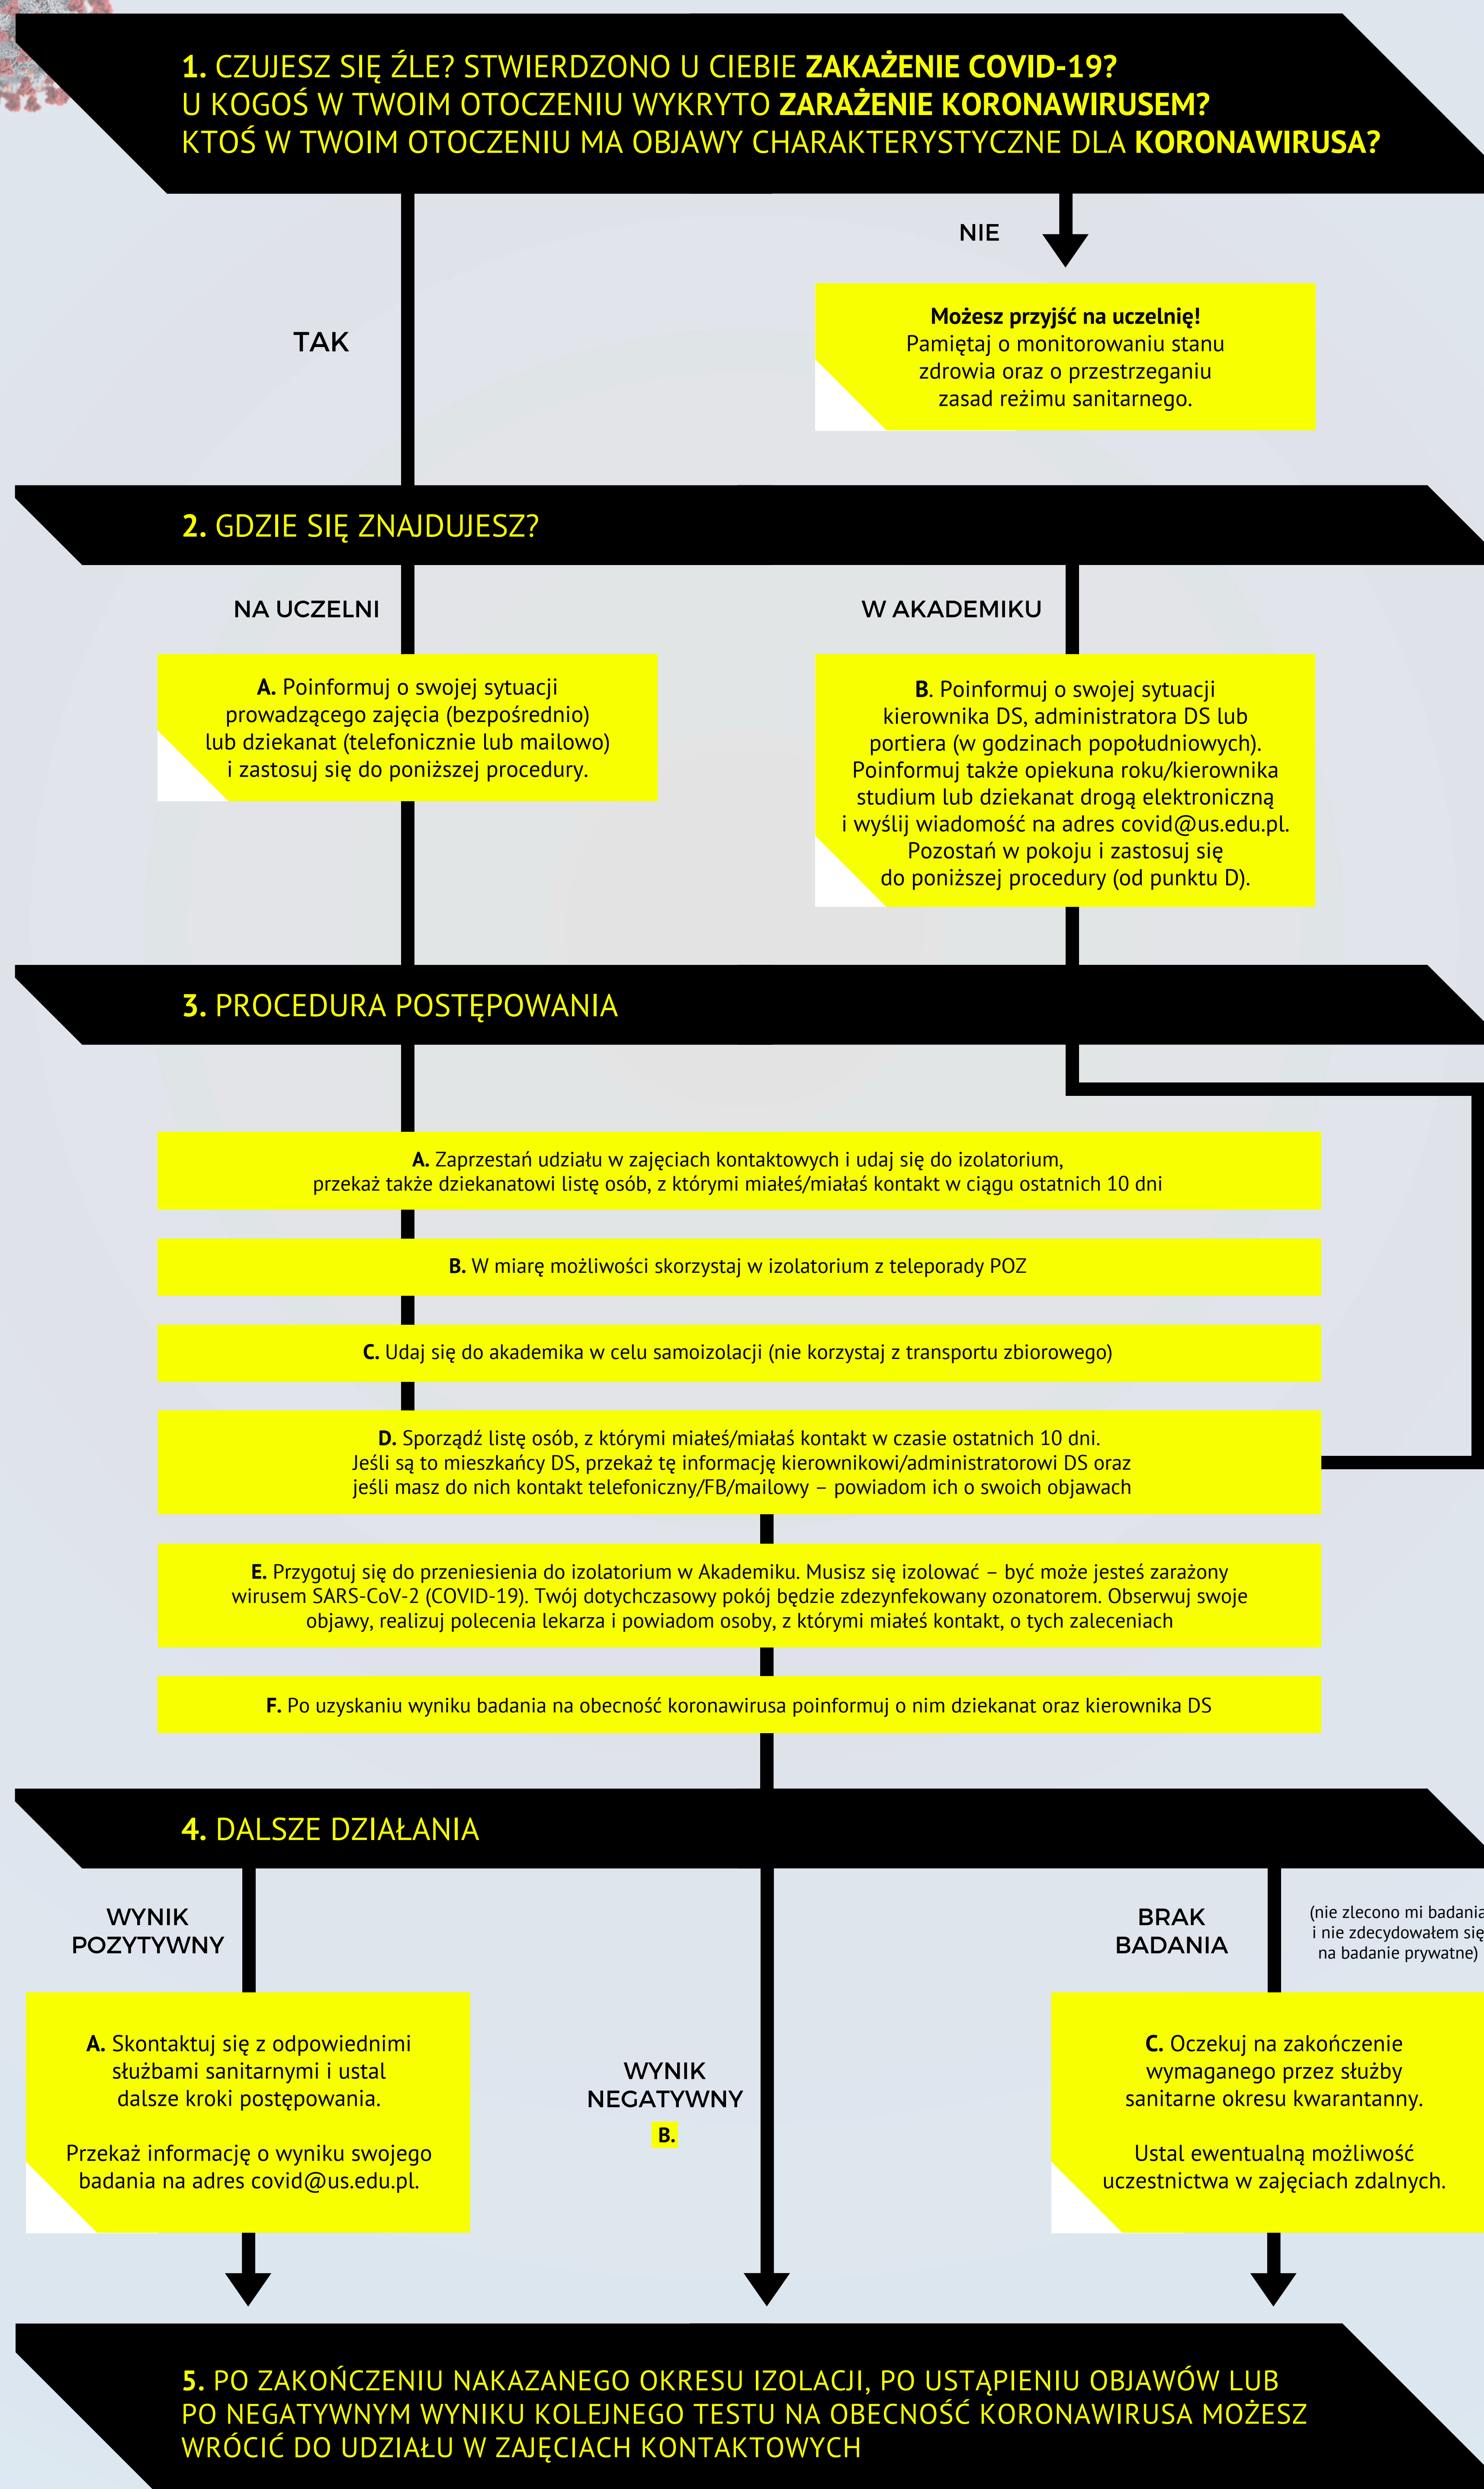 1. CZUJESZ SIĘ ŹLE? STWIERDZONO U CIEBIE ZAKAŻENIE COVID-19?
U KOGOŚ W TWOIM OTOCZENIU WYKRYTO ZARAŻENIE KORONAWIRUSEM?
KTOŚ W TWOIM OTOCZENIU MA OBJAWY CHARAKTERYSTYCZNE DLA KORONAWIRUSA?
NIE
Możesz przyjść na uczelnię!
Pamiętaj o monitorowaniu stanu
zdrowia oraz o przestrzeganiu
zasad reżimu sanitarnego.
TAK
2. GDZIE SIĘ ZNAJDUJESZ?
NA UCZELNI
A. Poinformuj o swojej sytuacji
prowadzącego zajęcia (bezpośrednio)
lub dziekanat (telefonicznie lub mailowo)
i zastosuj się do poniższej procedury.
W AKADEMIKU
B. Poinformuj o swojej sytuacji
kierownika DS, administratora DS lub
portiera (w godzinach popołudniowych).
Poinformuj także opiekuna roku/kierownika
studium lub dziekanat drogą elektroniczną
i wyślij wiadomość na adres covid@us.edu.pl.
Pozostań w pokoju i zastosuj się
do poniższej procedury (od punktu D).
3. PROCEDURA POSTĘPOWANIA
A. Zaprzestań udziału w zajęciach kontaktowych i udaj się do izolatorium,
przekaż także dziekanatowi listę osób, z którymi miałeś/miałaś kontakt w ciągu ostatnich 10 dni
B. W miarę możliwości skorzystaj w izolatorium z teleporady POZ
C. Udaj się do akademika w celu samoizolacji (nie korzystaj z transportu zbiorowego)
D. Sporządź listę osób, z którymi miałeś/miałaś kontakt w czasie ostatnich 10 dni.
Jeśli są to mieszkańcy DS, przekaż tę informację kierownikowi/administratorowi DS oraz
jeśli masz do nich kontakt telefoniczny/FB/mailowy – powiadom ich o swoich objawach
E. Przygotuj się do przeniesienia do izolatorium w Akademiku. Musisz się izolować – być może jesteś zarażony
wirusem SARS-CoV-2 (COVID-19). Twój dotychczasowy pokój będzie zdezynfekowany ozonatorem. Obserwuj swoje
objawy, realizuj polecenia lekarza i powiadom osoby, z którymi miałeś kontakt, o tych zaleceniach
F. Po uzyskaniu wyniku badania na obecność koronawirusa poinformuj o nim dziekanat oraz kierownika DS
4. DALSZE DZIAŁANIA
WYNIK
POZYTYWNY
A. Skontaktuj się z odpowiednimi
służbami sanitarnymi i ustal
dalsze kroki postępowania.
Przekaż informację o wyniku swojego
badania na adres covid@us.edu.pl.
WYNIK
NEGATYWNY
B.
BRAK
BADANIA
(nie zlecono mi badania
i nie zdecydowałem się
na badanie prywatne)
C. Oczekuj na zakończenie
wymaganego przez służby
sanitarne okresu kwarantanny.
Ustal ewentualną możliwość
uczestnictwa w zajęciach zdalnych.
5. PO ZAKOŃCZENIU NAKAZANEGO OKRESU IZOLACJI, PO USTĄPIENIU OBJAWÓW LUB
PO NEGATYWNYM WYNIKU KOLEJNEGO TESTU NA OBECNOŚĆ KORONAWIRUSA MOŻESZ
WRÓCIĆ DO UDZIAŁU W ZAJĘCIACH KONTAKTOWYCH